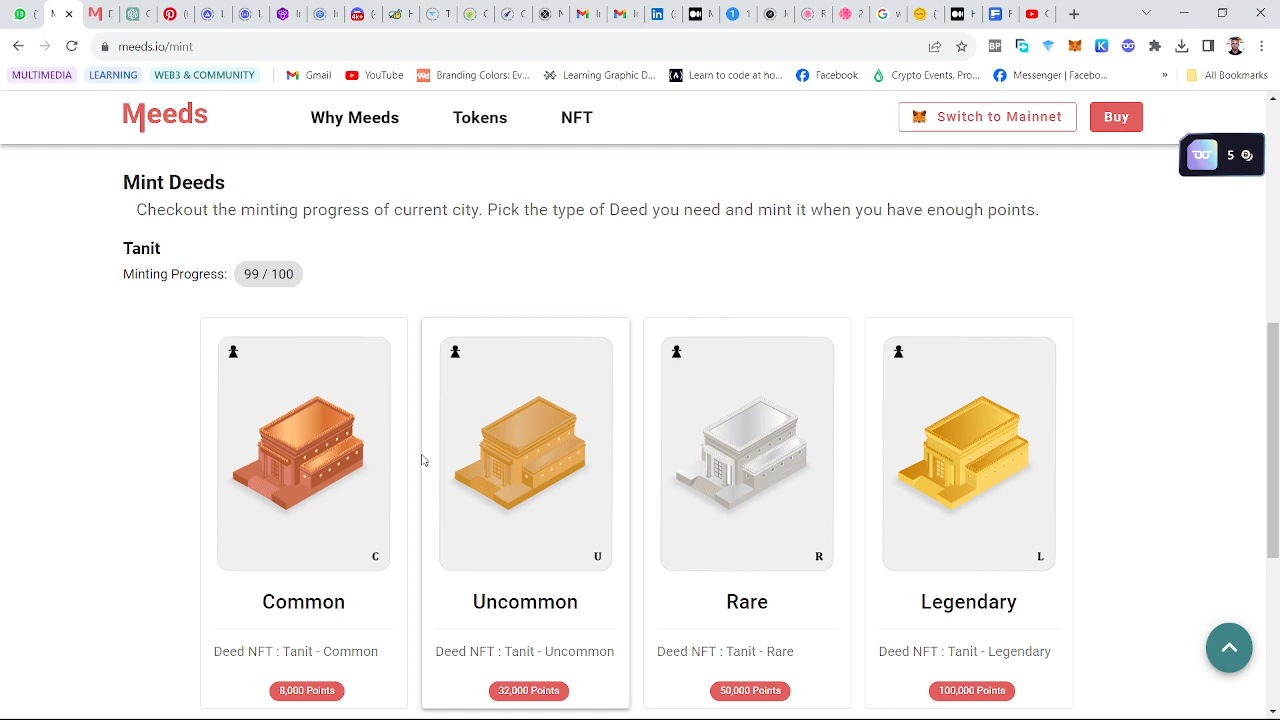 meeds.io/mint
MULTIMEDIA LEARNING WEB3 & COMMUNITY Gmail YouTube Branding Colors: Ev... Learning Graphic D... Learn to code at ho... Facebook Crypto Events, Pro... Messenger | Facebo... » All Bookmarks
Meeds Why Meeds Tokens NFT Switch to Mainnet Buy
5
Mint Deeds
Checkout the minting progress of current city. Pick the type of Deed you need and mint it when you have enough points.
Tanit
Minting Progress: 99 / 100
C U R L
Common Uncommon Rare Legendary
Deed NFT : Tanit - Common Deed NFT : Tanit - Uncommon Deed NFT : Tanit - Rare Deed NFT : Tanit - Legendary
8,000 Points 32,000 Points 50,000 Points 100,000 Points